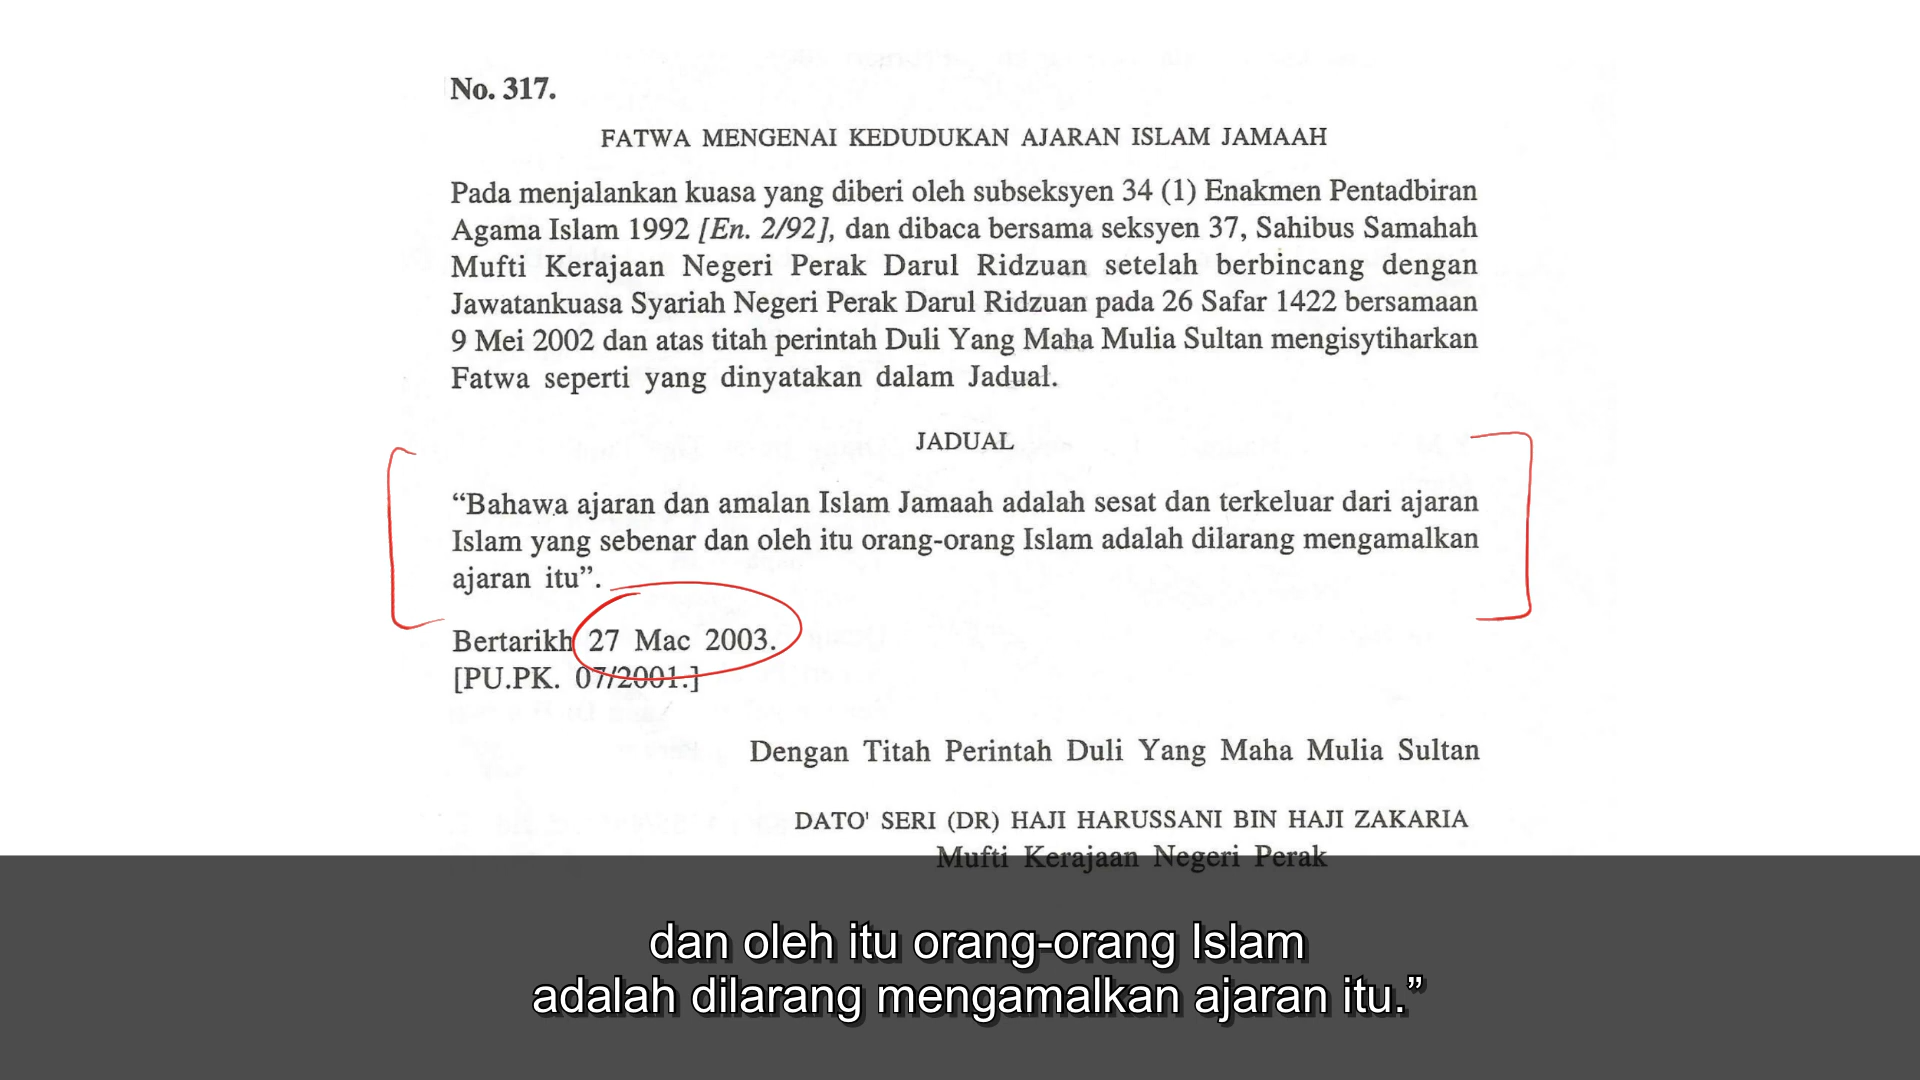 No. 317.
FATWA MENGENAI KEDUDUKAN AJARAN ISLAM JAMAAH
Pada menjalankan kuasa yang diberi oleh subseksyen 34 (1) Enakmen Pentadbiran
Agama Islam 1992 [En. 2/92], dan dibaca bersama seksyen 37, Sahibus Samahah
Mufti Kerajaan Negeri Perak Darul Ridzuan setelah berbincang dengan
Jawatankuasa Syariah Negeri Perak Darul Ridzuan pada 26 Safar 1422 bersamaan
9 Mei 2002 dan atas titah perintah Duli Yang Maha Mulia Sultan mengisytiharkan
Fatwa seperti yang dinyatakan dalam Jadual.
JADUAL
“Bahawa ajaran dan amalan Islam Jamaah adalah sesat dan terkeluar dari ajaran
Islam yang sebenar dan oleh itu orang-orang Islam adalah dilarang mengamalkan
ajaran itu”.
Bertarikh 27 Mac 2003.
[PU.PK. 07/2001.]
Dengan Titah Perintah Duli Yang Maha Mulia Sultan
DATO' SERI (DR) HAJI HARUSSANI BIN HAJI ZAKARIA
Mufti Kerajaan Negeri Perak
dan oleh itu orang-orang Islam
adalah dilarang mengamalkan ajaran itu.”